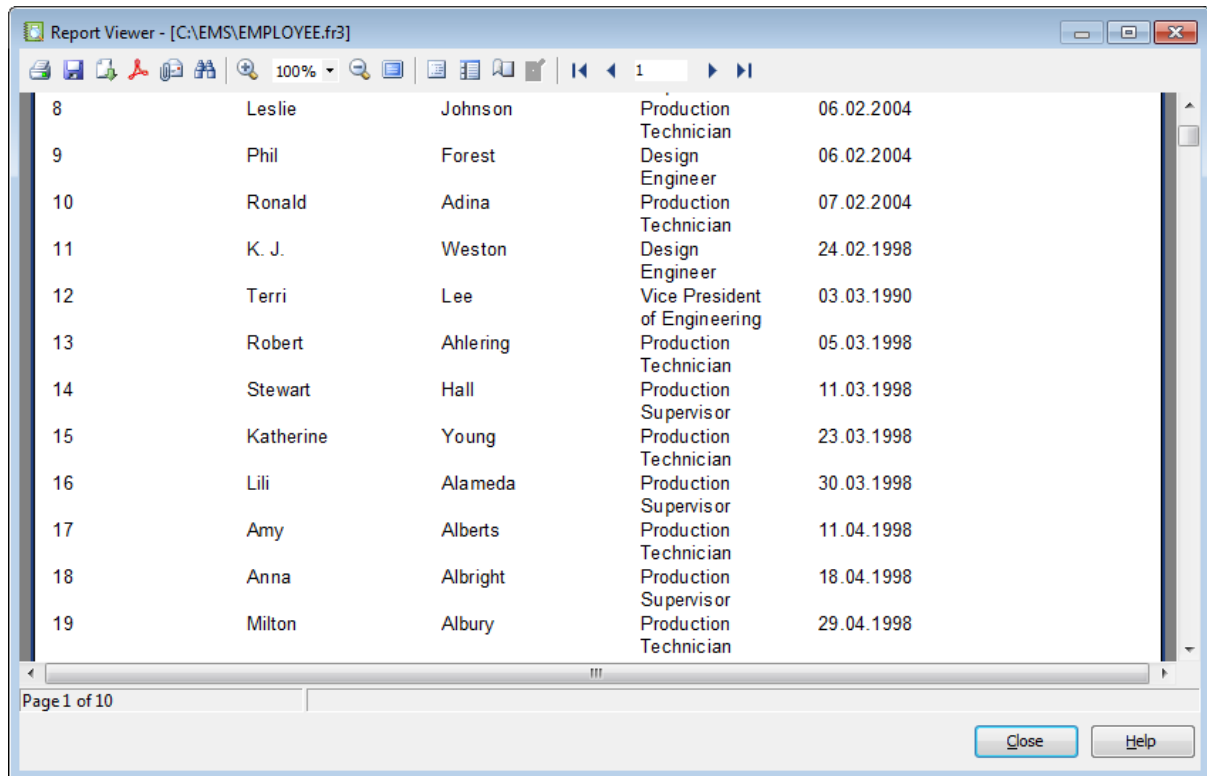 Report Viewer - [C:\EMS\EMPLOYEE.fr3]
100% 1
8 Leslie Johnson Production 06.02.2004
Technician
9 Phil Forest Design 06.02.2004
Engineer
10 Ronald Adina Production 07.02.2004
Technician
11 K. J. Weston Design 24.02.1998
Engineer
12 Terri Lee Vice President 03.03.1990
of Engineering
13 Robert Ahlering Production 05.03.1998
Technician
14 Stewart Hall Production 11.03.1998
Supervisor
15 Katherine Young Production 23.03.1998
Technician
16 Lili Alameda Production 30.03.1998
Supervisor
17 Amy Alberts Production 11.04.1998
Technician
18 Anna Albright Production 18.04.1998
Supervisor
19 Milton Albury Production 29.04.1998
Technician
Page 1 of 10
Close Help